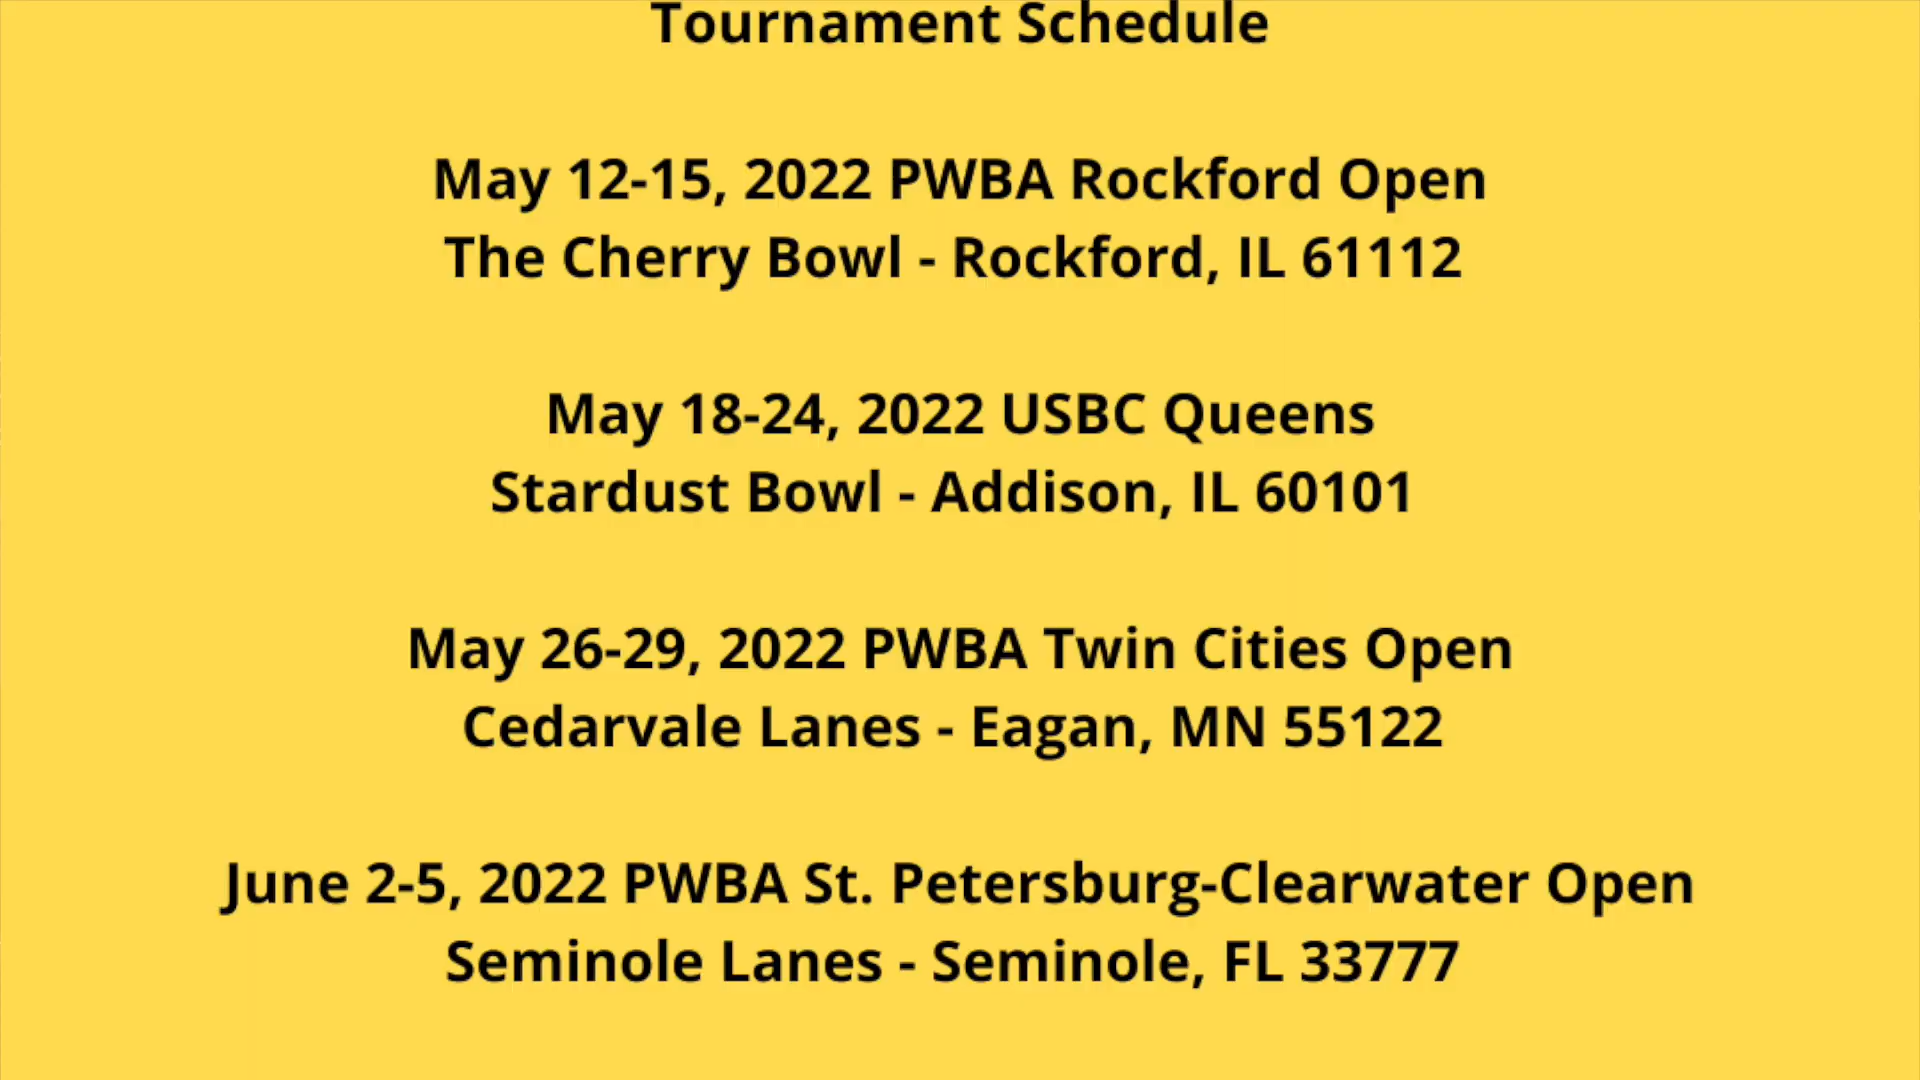 Tournament Schedule
May 12-15, 2022 PWBA Rockford Open
The Cherry Bowl - Rockford, IL 61112
May 18-24, 2022 USBC Queens
Stardust Bowl - Addison, IL 60101
May 26-29, 2022 PWBA Twin Cities Open
Cedarvale Lanes - Eagan, MN 55122
June 2-5, 2022 PWBA St. Petersburg-Clearwater Open
Seminole Lanes - Seminole, FL 33777